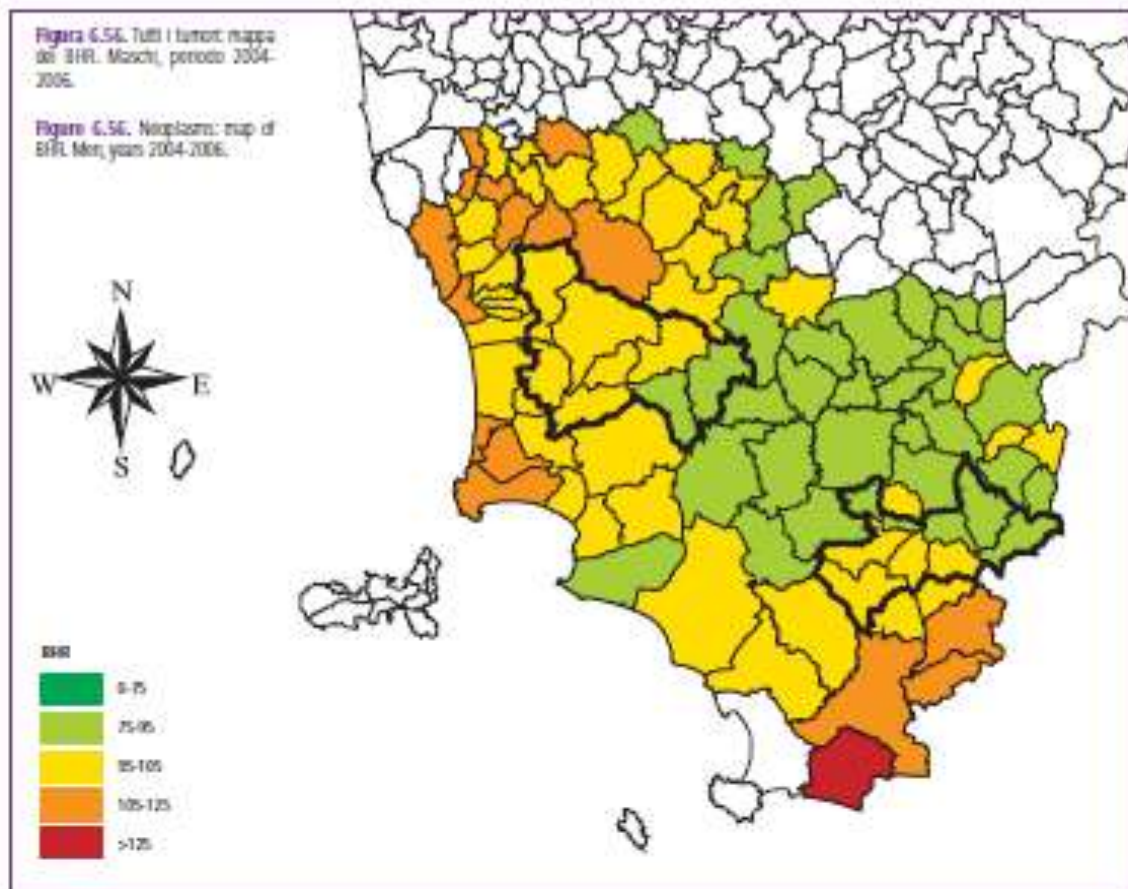 Figura 6.56. Tutti i tumori: mappa
dei BHR. Maschi, periodo 2004-
2006.
Figure 6.56. Neoplasms: map of
BHR. Men, years 2004-2006.
N
W
E
S
BHR
0-75
75-95
95-105
105-125
>125